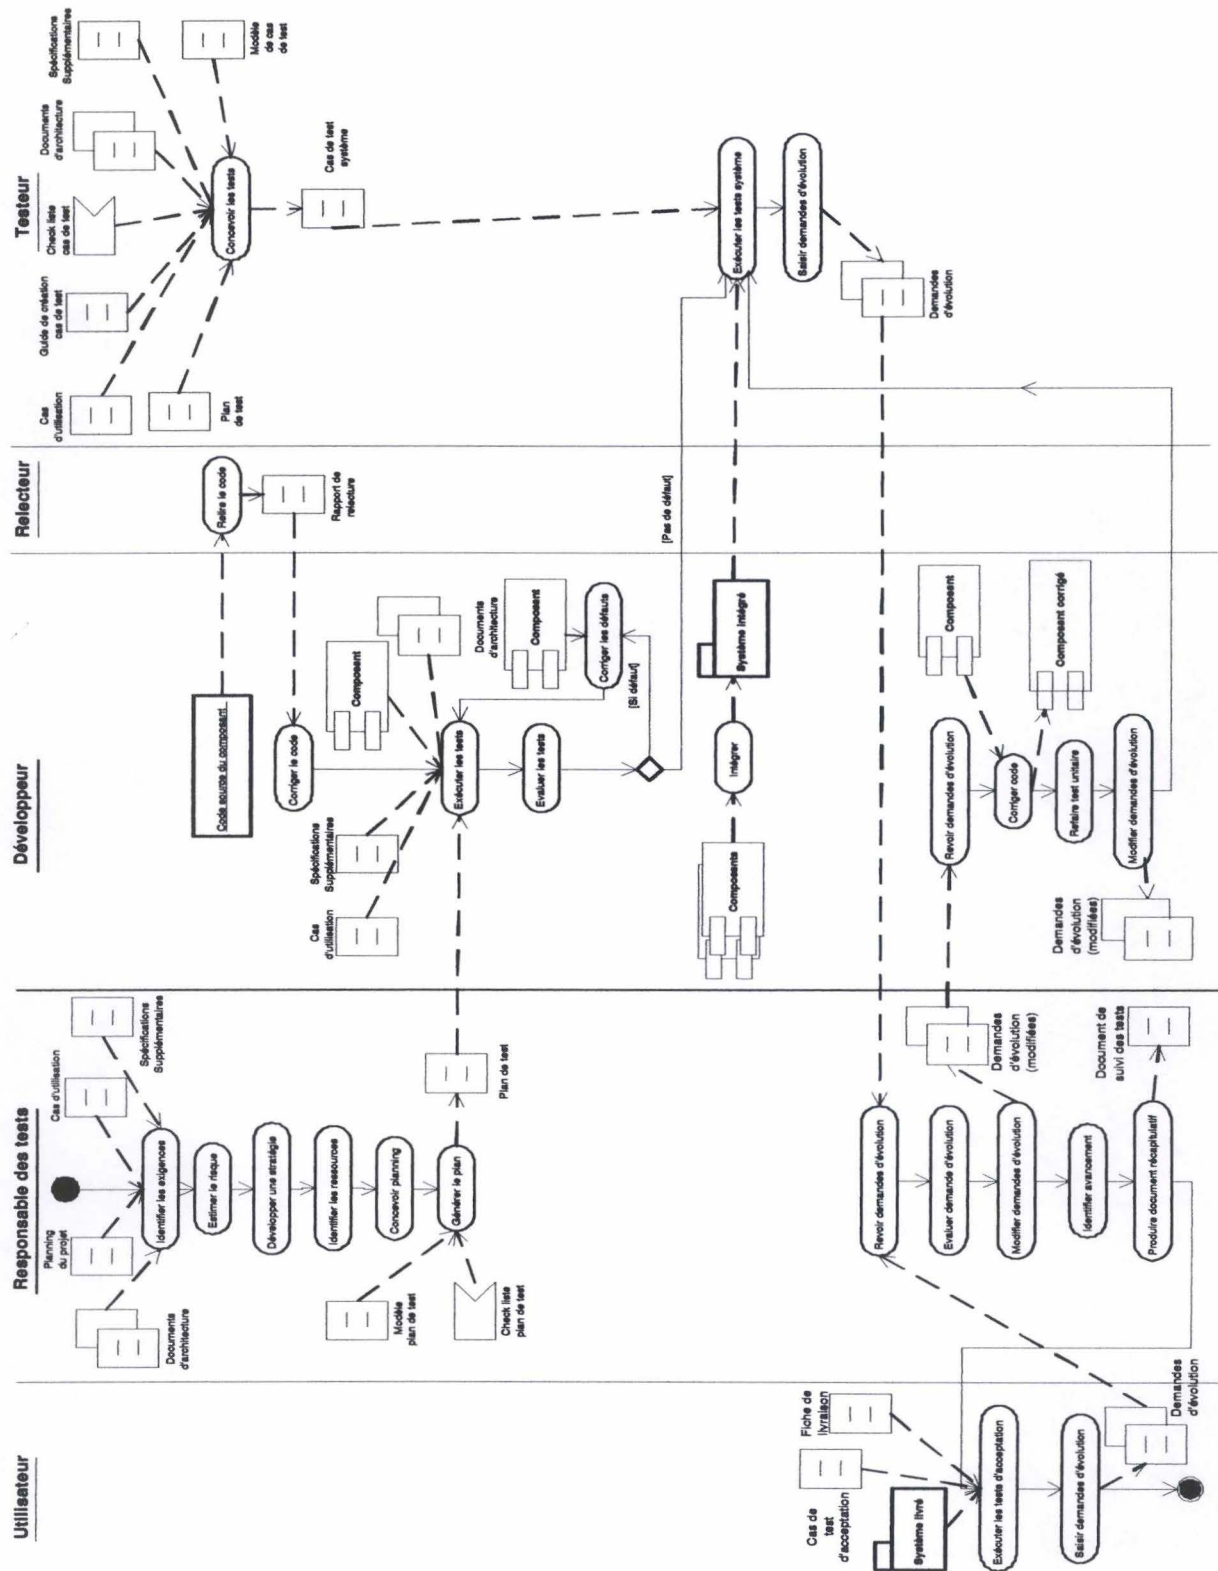 Utilisateur
Responsable des tests
Développeur
Relecteur
Testeur
Documents
d'architecture
Planning
du projet
Cas d'utilisation
Spécifications
Supplémentaires
Identifier les exigences
Estimer le risque
Développer une stratégie
Identifier les ressources
Concevoir planning
Générer le plan
Modèle
plan de test
Check liste
plan de test
Plan de test
Code source du composant
Relire le code
Rapport de
relecture
Corriger le code
Cas
d'utilisation
Spécifications
Supplémentaires
Composant
Documents
d'architecture
Exécuter les tests
Evaluer les tests
Composant
Corriger les défauts
[Si défaut]
[Pas de défaut]
Cas
d'utilisation
Plan
de test
Guide de création
cas de test
Check liste
cas de test
Documents
d'architecture
Spécifications
Supplémentaires
Modèle
de cas
de test
Concevoir les tests
Cas de test
système
Composants
Intégrer
Système intégré
Exécuter les tests système
Saisir demandes d'évolution
Demandes
d'évolution
Revoir demandes d'évolution
Evaluer demande d'évolution
Modifier demandes d'évolution
Identifier avancement
Produire document récapitulatif
Demandes
d'évolution
(modifiées)
Document de
suivi des tests
Revoir demandes d'évolution
Composant
Corriger code
Composant corrigé
Refaire test unitaire
Modifier demandes d'évolution
Demandes
d'évolution
(modifiées)
Cas de
test
d'acceptation
Fiche de
livraison
Système livré
Exécuter les tests d'acceptation
Saisir demandes d'évolution
Demandes
d'évolution